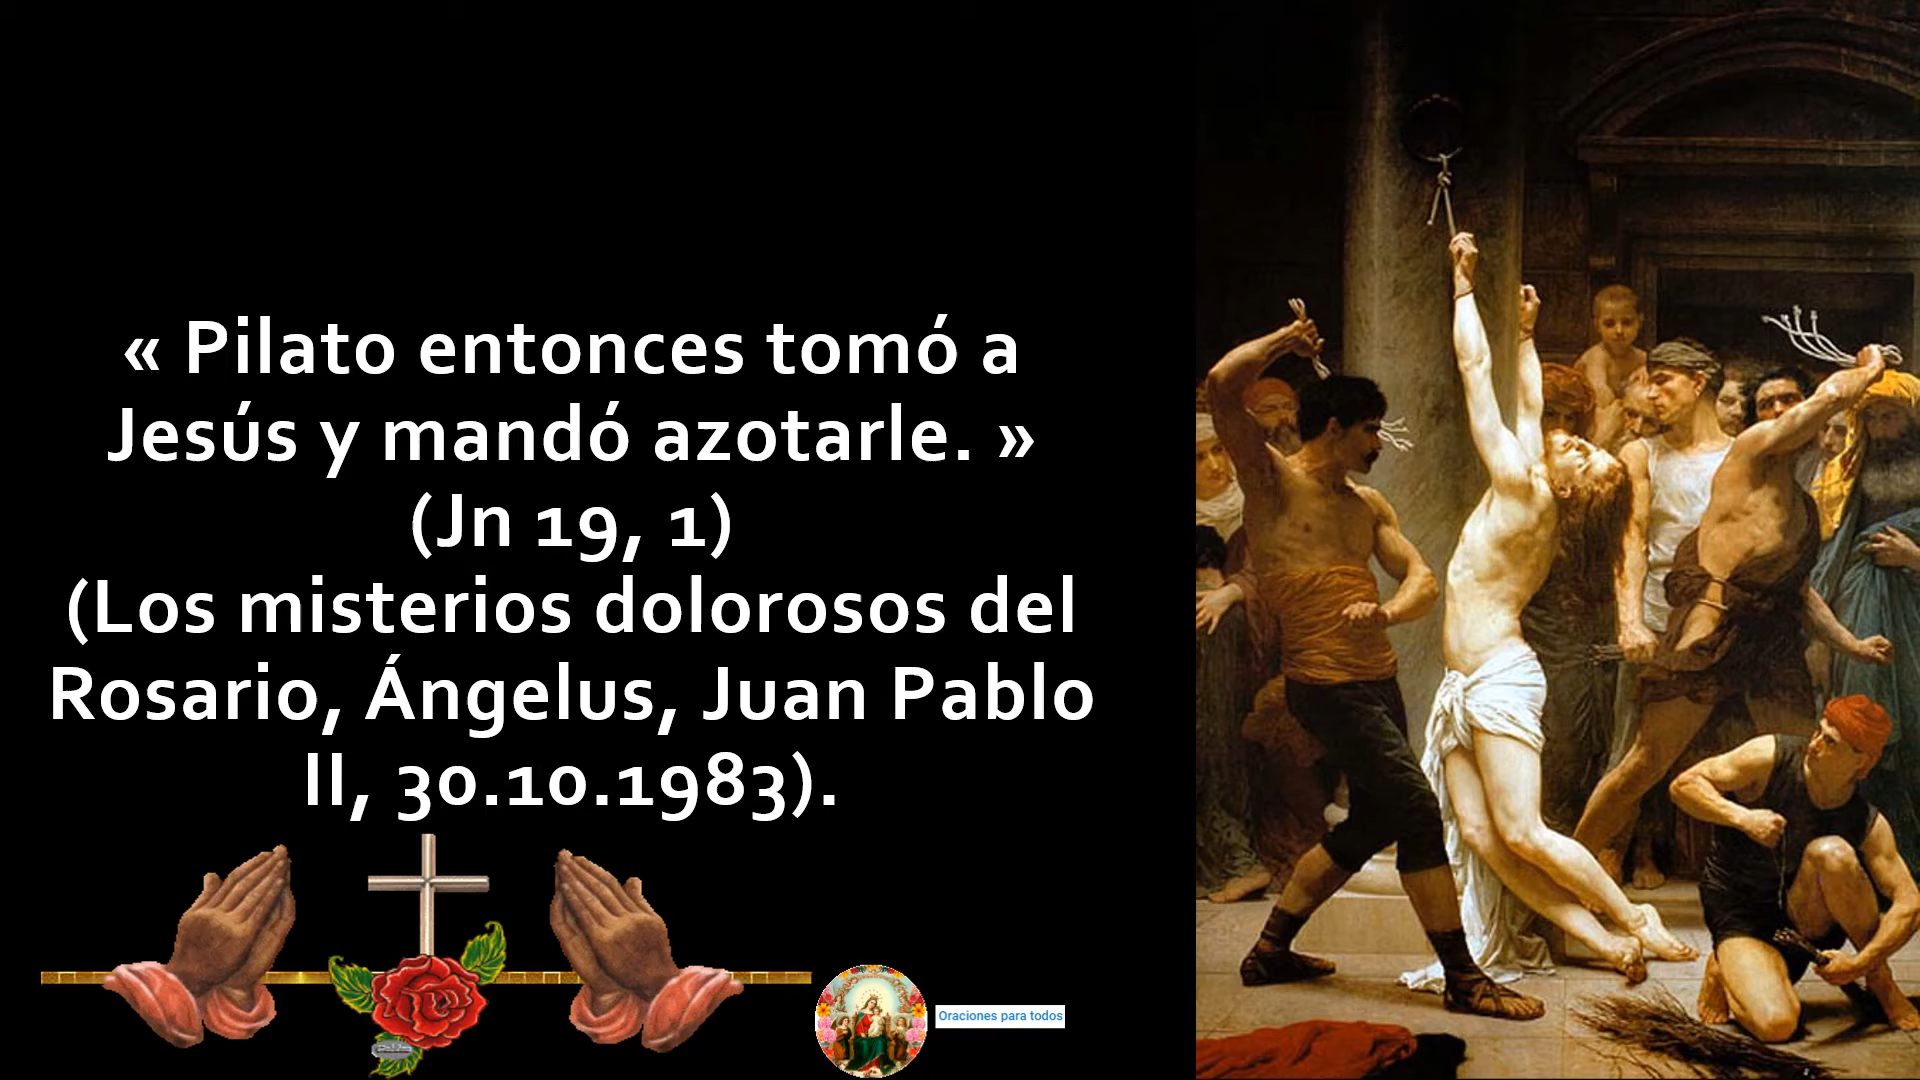 « Pilato entonces tomó a
Jesús y mandó azotarle. »
(Jn 19, 1)
(Los misterios dolorosos del
Rosario, Ángelus, Juan Pablo
II, 30.10.1983).
Oraciones para todos